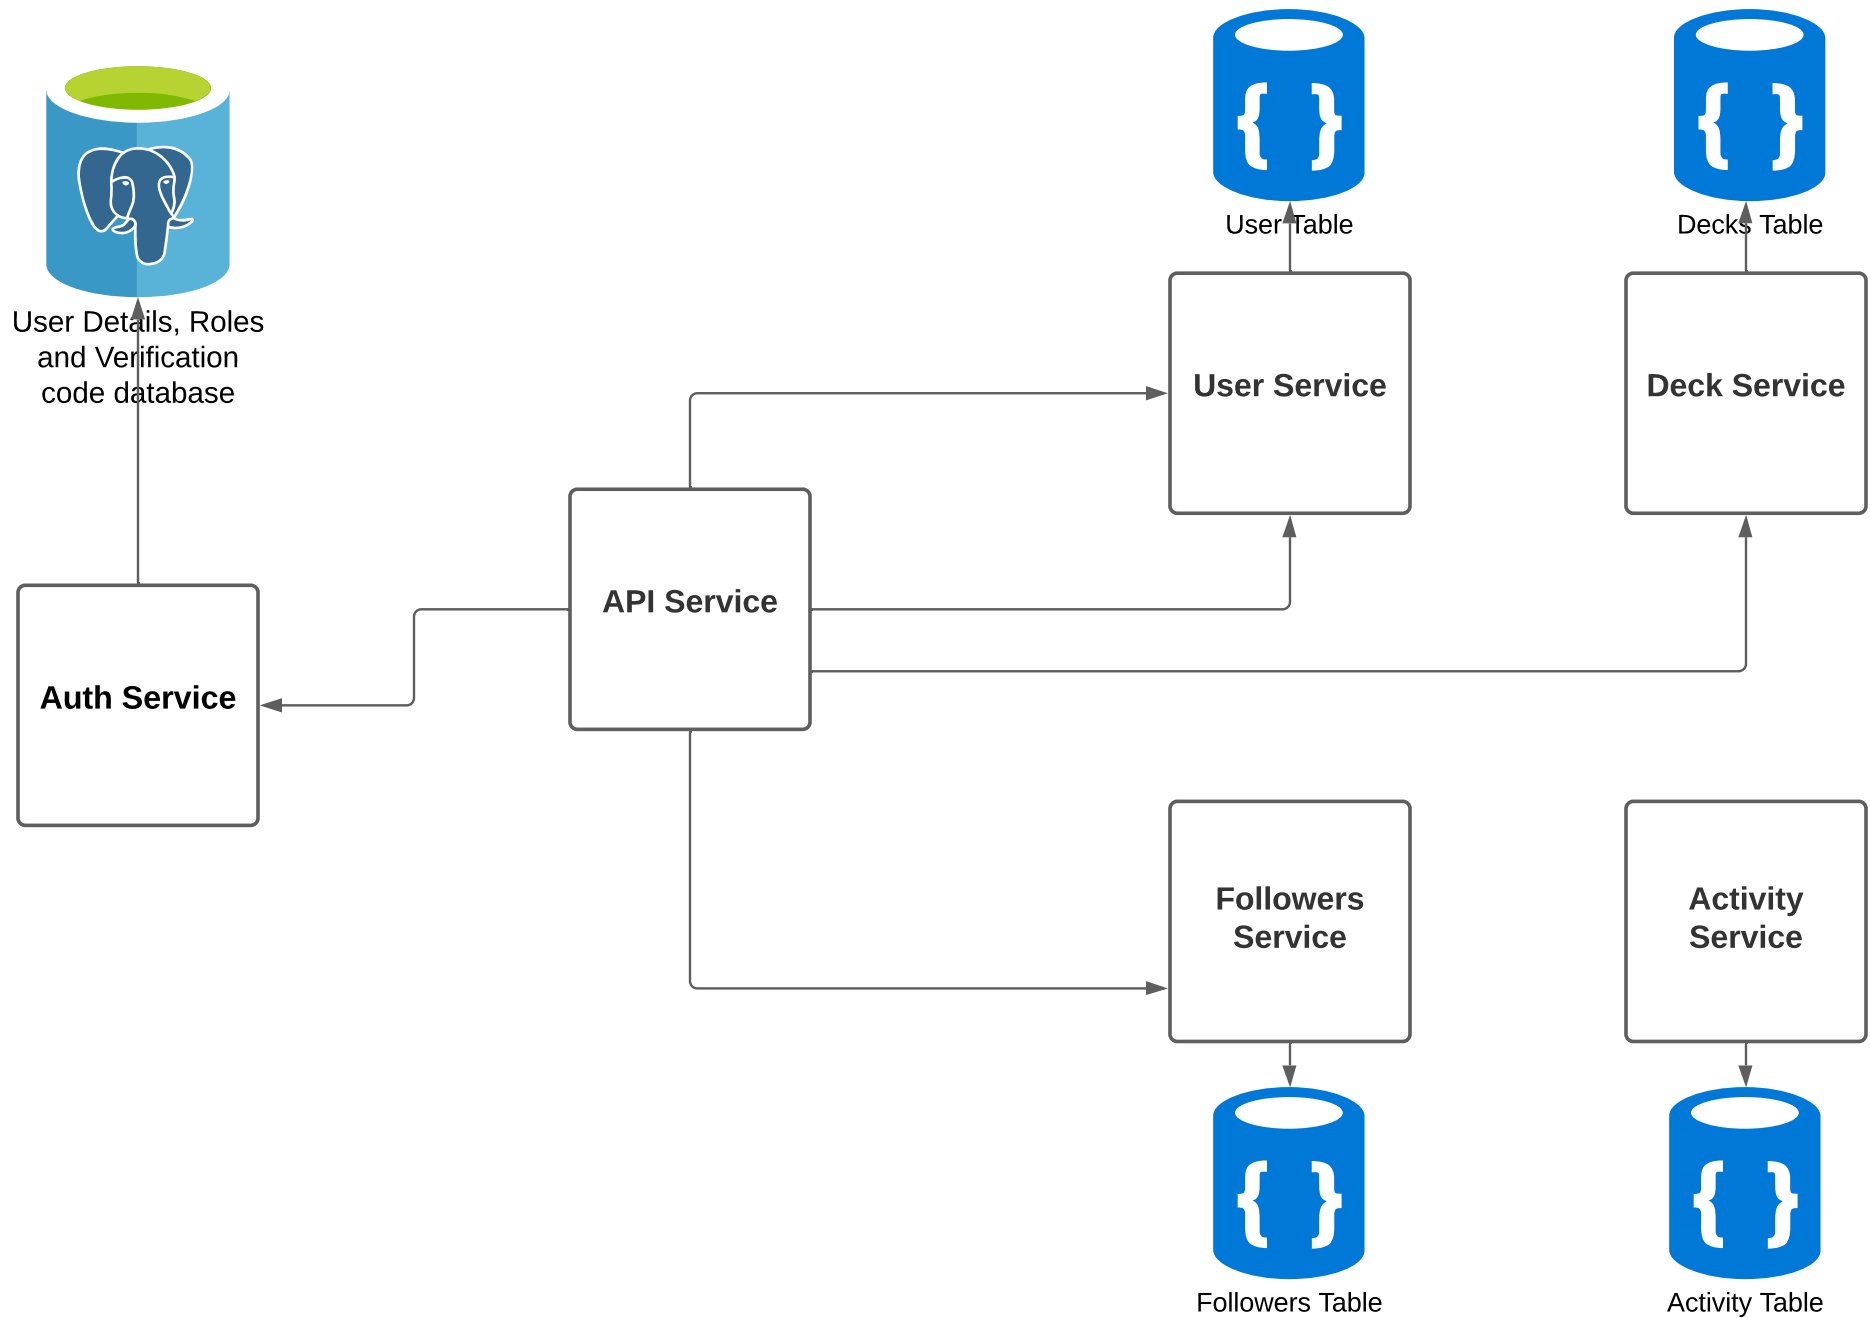 User Table
Decks Table
User Details, Roles
and Verification
code database
User Service
Deck Service
API Service
Auth Service
Followers
Service
Activity
Service
Followers Table
Activity Table